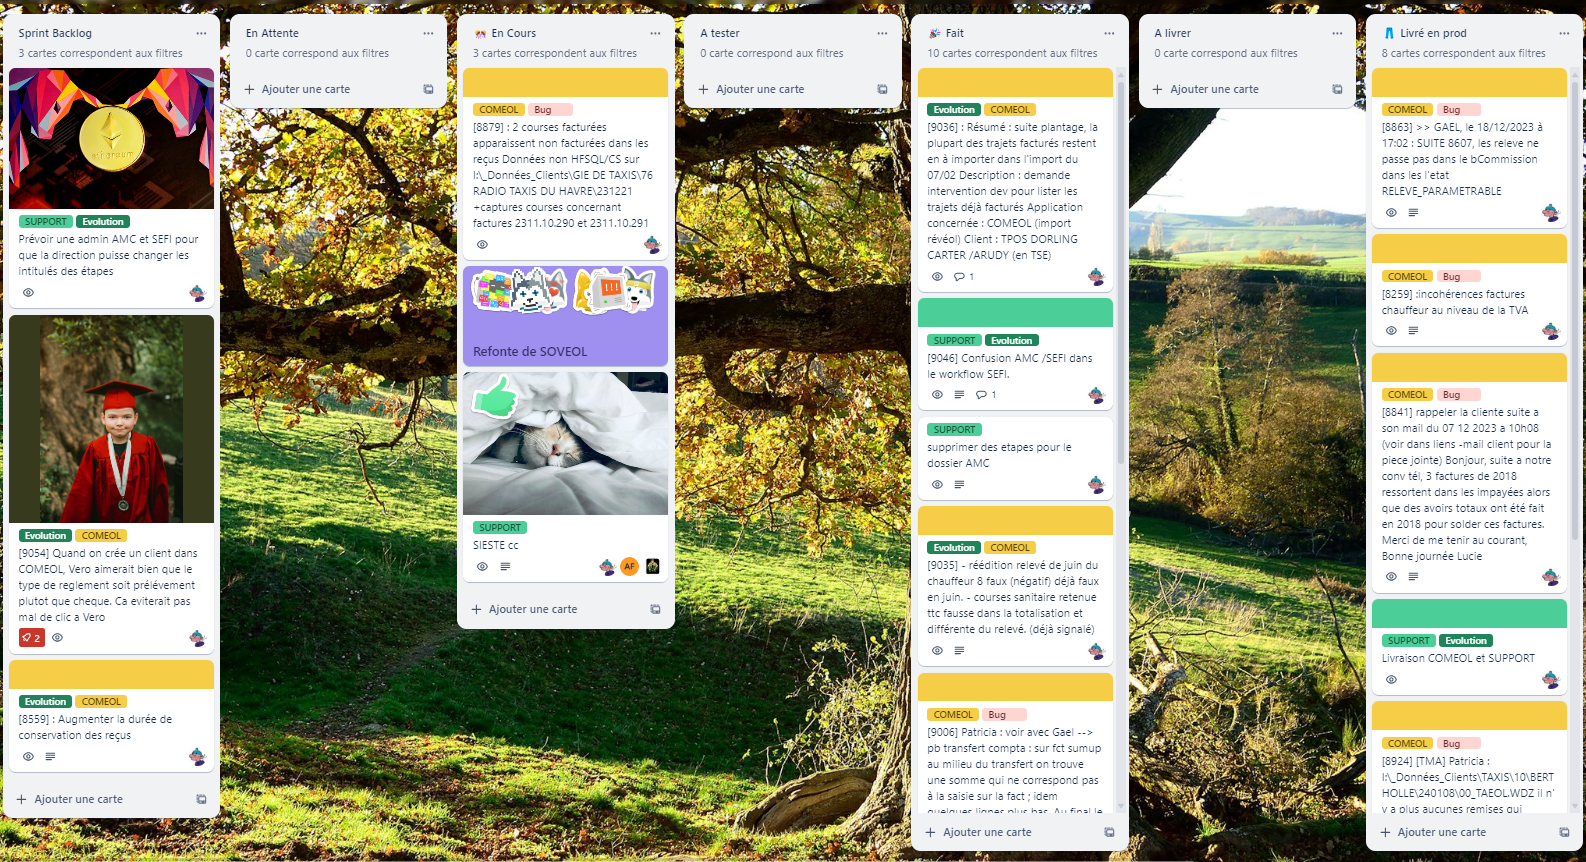 Sprint Backlog
3 cartes correspondent aux filtres
SUPPORT Evolution
Prévoir une admin AMC et SEFI pour
que la direction puisse changer les
intitulés des étapes
Evolution COMEOL
[9054] Quand on crée un client dans
COMEOL, Vero aimerait bien que le
type de reglement soit prélévement
plutot que cheque. Ca eviterait pas
mal de clic a Vero
2
Evolution COMEOL
[8559] : Augmenter la durée de
conservation des reçus
Ajouter une carte
En Attente
0 carte correspond aux filtres
Ajouter une carte
En Cours
3 cartes correspondent aux filtres
COMEOL Bug
[8879] : 2 courses facturées
apparaissent non facturées dans les
reçus Données non HFSQL/CS sur
I:\_Données_Clients\GIE DE TAXIS\76
RADIO TAXIS DU HAVRE\231221
+captures courses concernant
factures 2311.10.290 et 2311.10.291
Refonte de SOVEOL
SUPPORT
SIESTE cc
AF
Ajouter une carte
A tester
0 carte correspond aux filtres
Ajouter une carte
Fait
10 cartes correspondent aux filtres
Evolution COMEOL
[9036] : Résumé : suite plantage, la
plupart des trajets facturés restent
en à importer dans l'import du
07/02 Description : demande
intervention dev pour lister les
trajets déjà facturés Application
concernée : COMEOL (import
révéol) Client : TPOS DORLING
CARTER /ARUDY (en TSE)
1
SUPPORT Evolution
[9046] Confusion AMC /SEFI dans
le workflow SEFI.
1
SUPPORT
supprimer des etapes pour le
dossier AMC
Evolution COMEOL
[9035] - réédition relevé de juin du
chauffeur 8 faux (négatif) déjà faux
en juin. - courses sanitaire retenue
ttc fausse dans la totalisation et
différente du relevé. (déjà signalé)
COMEOL Bug
[9006] Patricia : voir avec Gael -->
pb transfert compta : sur fct sumup
au milieu du transfert on trouve
une somme qui ne correspond pas
à la saisie sur la fact ; idem
quelques lignes plus bas. Au final le
Ajouter une carte
A livrer
0 carte correspond aux filtres
Ajouter une carte
Livré en prod
8 cartes correspondent aux filtres
COMEOL Bug
[8863] >> GAEL, le 18/12/2023 à
17:02 : SUITE 8607, les releve ne
passe pas dans le bCommission
dans les l'etat
RELEVE_PARAMETRABLE
COMEOL Bug
[8259] :incohérences factures
chauffeur au niveau de la TVA
COMEOL Bug
[8841] rappeler la cliente suite a
son mail du 07 12 2023 a 10h08
(voir dans liens -mail client pour la
piece jointe) Bonjour, suite a notre
conv tél, 3 factures de 2018
ressortent dans les impayées alors
que des avoirs totaux ont été fait
en 2018 pour solder ces factures.
Merci de me tenir au courant,
Bonne journée Lucie
SUPPORT Evolution
Livraison COMEOL et SUPPORT
COMEOL Bug
[8924] [TMA] Patricia :
I:\_Données_Clients\TAXIS\10\BERT
HOLLE\240108\00_TAEOL.WDZ il n'
y a plus aucunes remises qui
Ajouter une carte